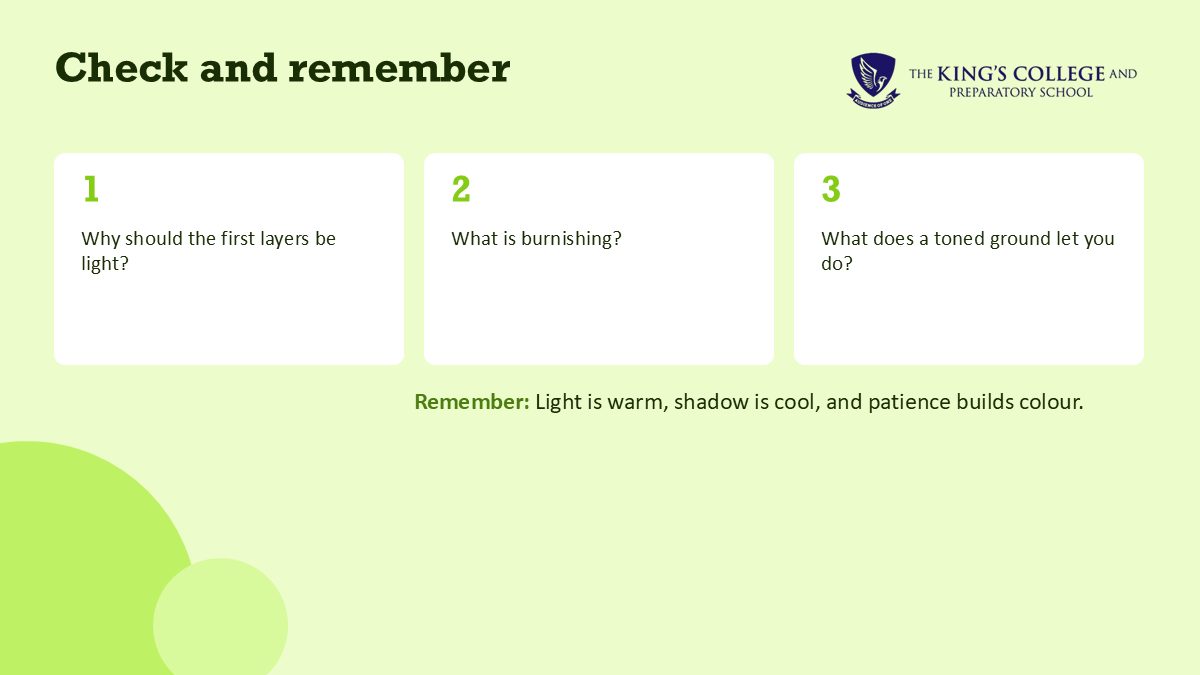 Check and remember
THE KING'S COLLEGE AND
PREPARATORY SCHOOL
1
Why should the first layers be
light?
2
What is burnishing?
3
What does a toned ground let you
do?
Remember: Light is warm, shadow is cool, and patience builds colour.